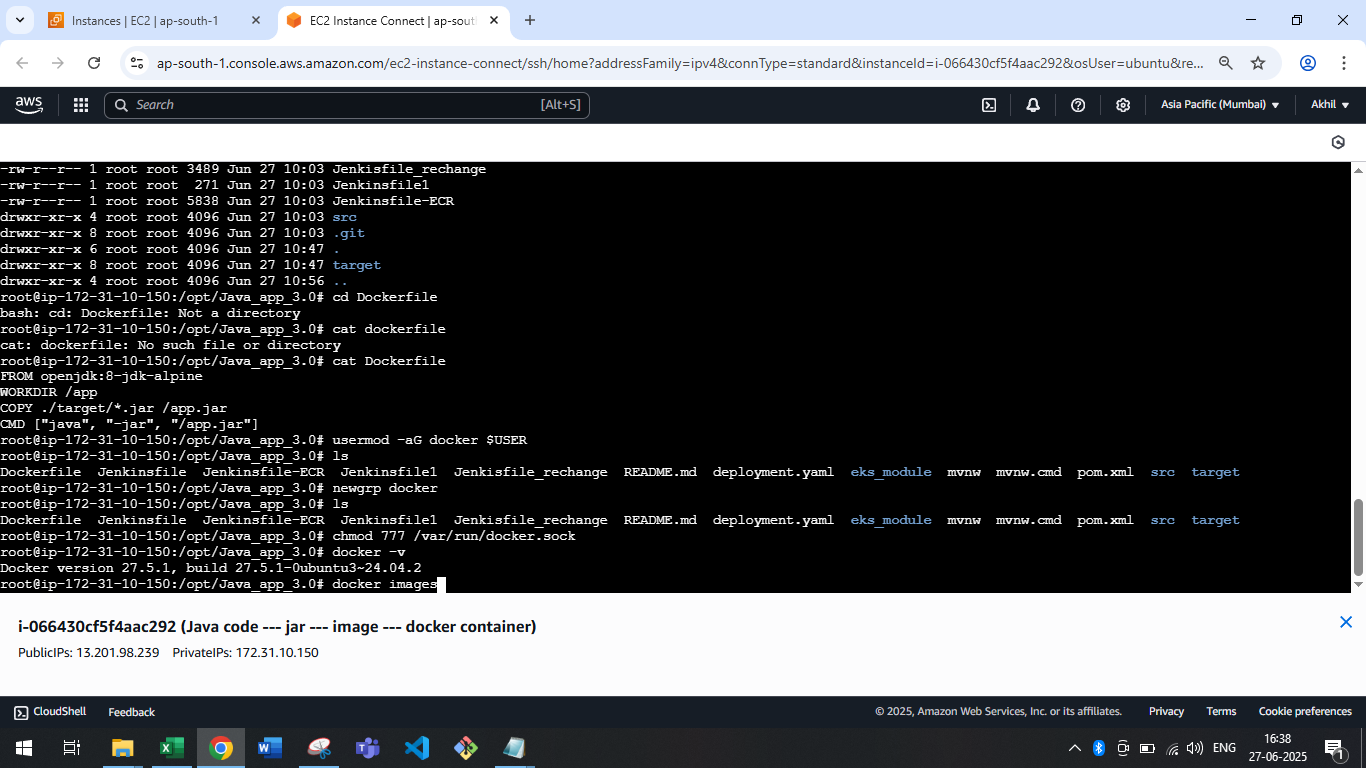 Instances | EC2 | ap-south-1
EC2 Instance Connect | ap-sout
ap-south-1.console.aws.amazon.com/ec2-instance-connect/ssh/home?addressFamily=ipv4&connType=standard&instanceId=i-066430cf5f4aac292&osUser=ubuntu&re...
aws Search [Alt+S] Asia Pacific (Mumbai) Akhil
-rw-r--r-- 1 root root 3489 Jun 27 10:03 Jenkisfile_rechange
-rw-r--r-- 1 root root  271 Jun 27 10:03 Jenkinsfile1
-rw-r--r-- 1 root root 5838 Jun 27 10:03 Jenkinsfile-ECR
drwxr-xr-x 4 root root 4096 Jun 27 10:03 src
drwxr-xr-x 8 root root 4096 Jun 27 10:03 .git
drwxr-xr-x 6 root root 4096 Jun 27 10:47 .
drwxr-xr-x 8 root root 4096 Jun 27 10:47 target
drwxr-xr-x 4 root root 4096 Jun 27 10:56 ..
root@ip-172-31-10-150:/opt/Java_app_3.0# cd Dockerfile
bash: cd: Dockerfile: Not a directory
root@ip-172-31-10-150:/opt/Java_app_3.0# cat dockerfile
cat: dockerfile: No such file or directory
root@ip-172-31-10-150:/opt/Java_app_3.0# cat Dockerfile
FROM openjdk:8-jdk-alpine
WORKDIR /app
COPY ./target/*.jar /app.jar
CMD ["java", "-jar", "/app.jar"]
root@ip-172-31-10-150:/opt/Java_app_3.0# usermod -aG docker $USER
root@ip-172-31-10-150:/opt/Java_app_3.0# ls
Dockerfile  Jenkinsfile  Jenkinsfile-ECR  Jenkinsfile1  Jenkisfile_rechange  README.md  deployment.yaml  eks_module  mvnw  mvnw.cmd  pom.xml  src  target
root@ip-172-31-10-150:/opt/Java_app_3.0# newgrp docker
root@ip-172-31-10-150:/opt/Java_app_3.0# ls
Dockerfile  Jenkinsfile  Jenkinsfile-ECR  Jenkinsfile1  Jenkisfile_rechange  README.md  deployment.yaml  eks_module  mvnw  mvnw.cmd  pom.xml  src  target
root@ip-172-31-10-150:/opt/Java_app_3.0# chmod 777 /var/run/docker.sock
root@ip-172-31-10-150:/opt/Java_app_3.0# docker -v
Docker version 27.5.1, build 27.5.1-0ubuntu3~24.04.2
root@ip-172-31-10-150:/opt/Java_app_3.0# docker images
i-066430cf5f4aac292 (Java code --- jar --- image --- docker container)
PublicIPs: 13.201.98.239 PrivateIPs: 172.31.10.150
CloudShell Feedback © 2025, Amazon Web Services, Inc. or its affiliates. Privacy Terms Cookie preferences
ENG 16:38
27-06-2025
1